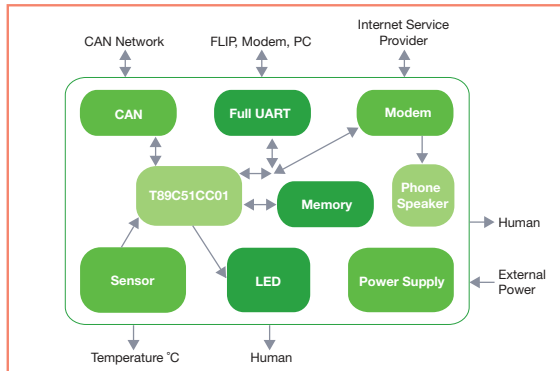 CAN Network
FLIP, Modem, PC
Internet Service
Provider
CAN
Full UART
Modem
T89C51CC01
Phone
Speaker
Memory
Human
Sensor
LED
Power Supply
External
Power
Temperature ˚C
Human